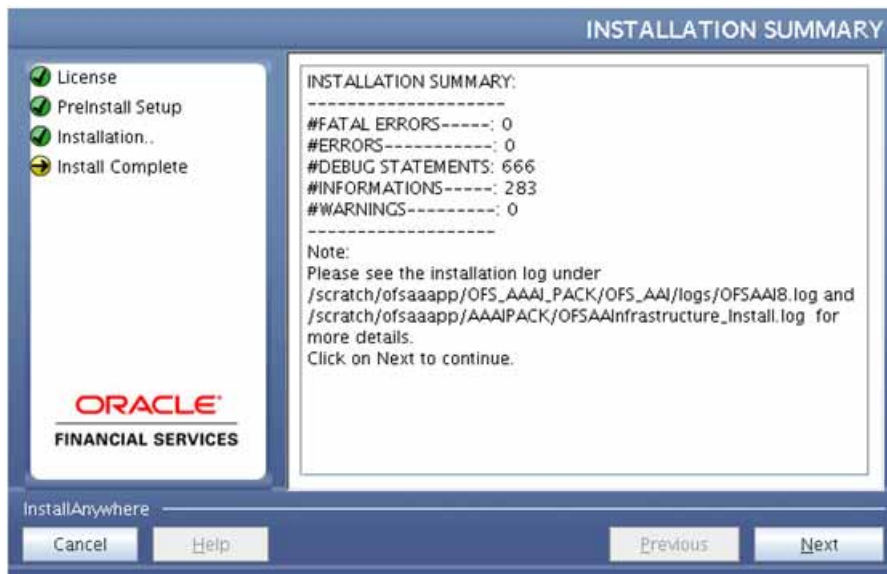 INSTALLATION SUMMARY
License
PreInstall Setup
Installation..
Install Complete
INSTALLATION SUMMARY:
--------------------
#FATAL ERRORS-----: 0
#ERRORS-----------: 0
#DEBUG STATEMENTS: 666
#INFORMATIONS-----: 283
#WARNINGS---------: 0
-------------------
Note:
Please see the installation log under
/scratch/ofsaaapp/OFS_AAAI_PACK/OFS_AAI/logs/OFSAAI8.log and
/scratch/ofsaaapp/AAAIPACK/OFSAAInfrastructure_Install.log for
more details.
Click on Next to continue.
ORACLE
FINANCIAL SERVICES
InstallAnywhere
Cancel
Help
Previous
Next